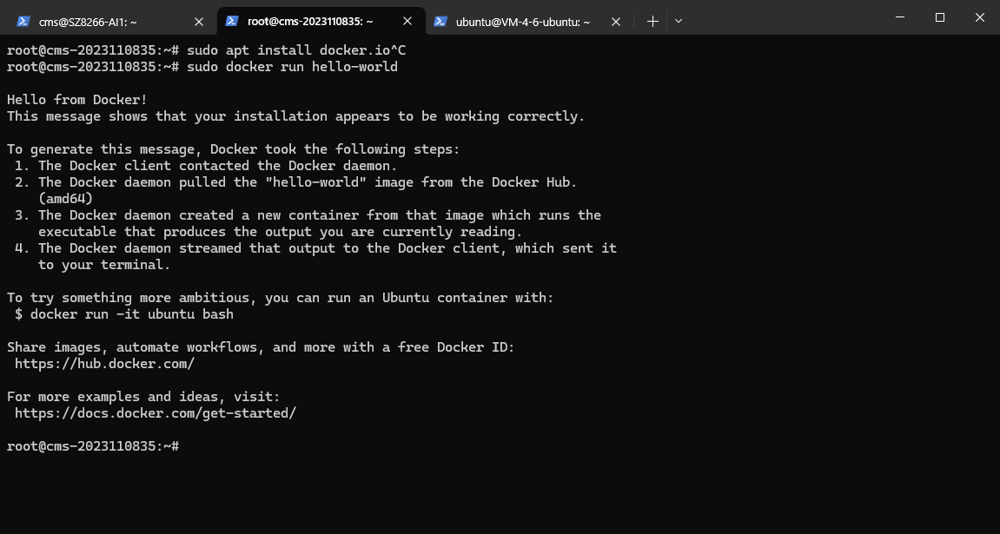 cms@SZ8266-AI1: ~
root@cms-2023110835: ~
ubuntu@VM-4-6-ubuntu: ~
root@cms-2023110835:~# sudo apt install docker.io^C
root@cms-2023110835:~# sudo docker run hello-world
Hello from Docker!
This message shows that your installation appears to be working correctly.
To generate this message, Docker took the following steps:
1. The Docker client contacted the Docker daemon.
2. The Docker daemon pulled the "hello-world" image from the Docker Hub.
(amd64)
3. The Docker daemon created a new container from that image which runs the
executable that produces the output you are currently reading.
4. The Docker daemon streamed that output to the Docker client, which sent it
to your terminal.
To try something more ambitious, you can run an Ubuntu container with:
$ docker run -it ubuntu bash
Share images, automate workflows, and more with a free Docker ID:
https://hub.docker.com/
For more examples and ideas, visit:
https://docs.docker.com/get-started/
root@cms-2023110835:~#